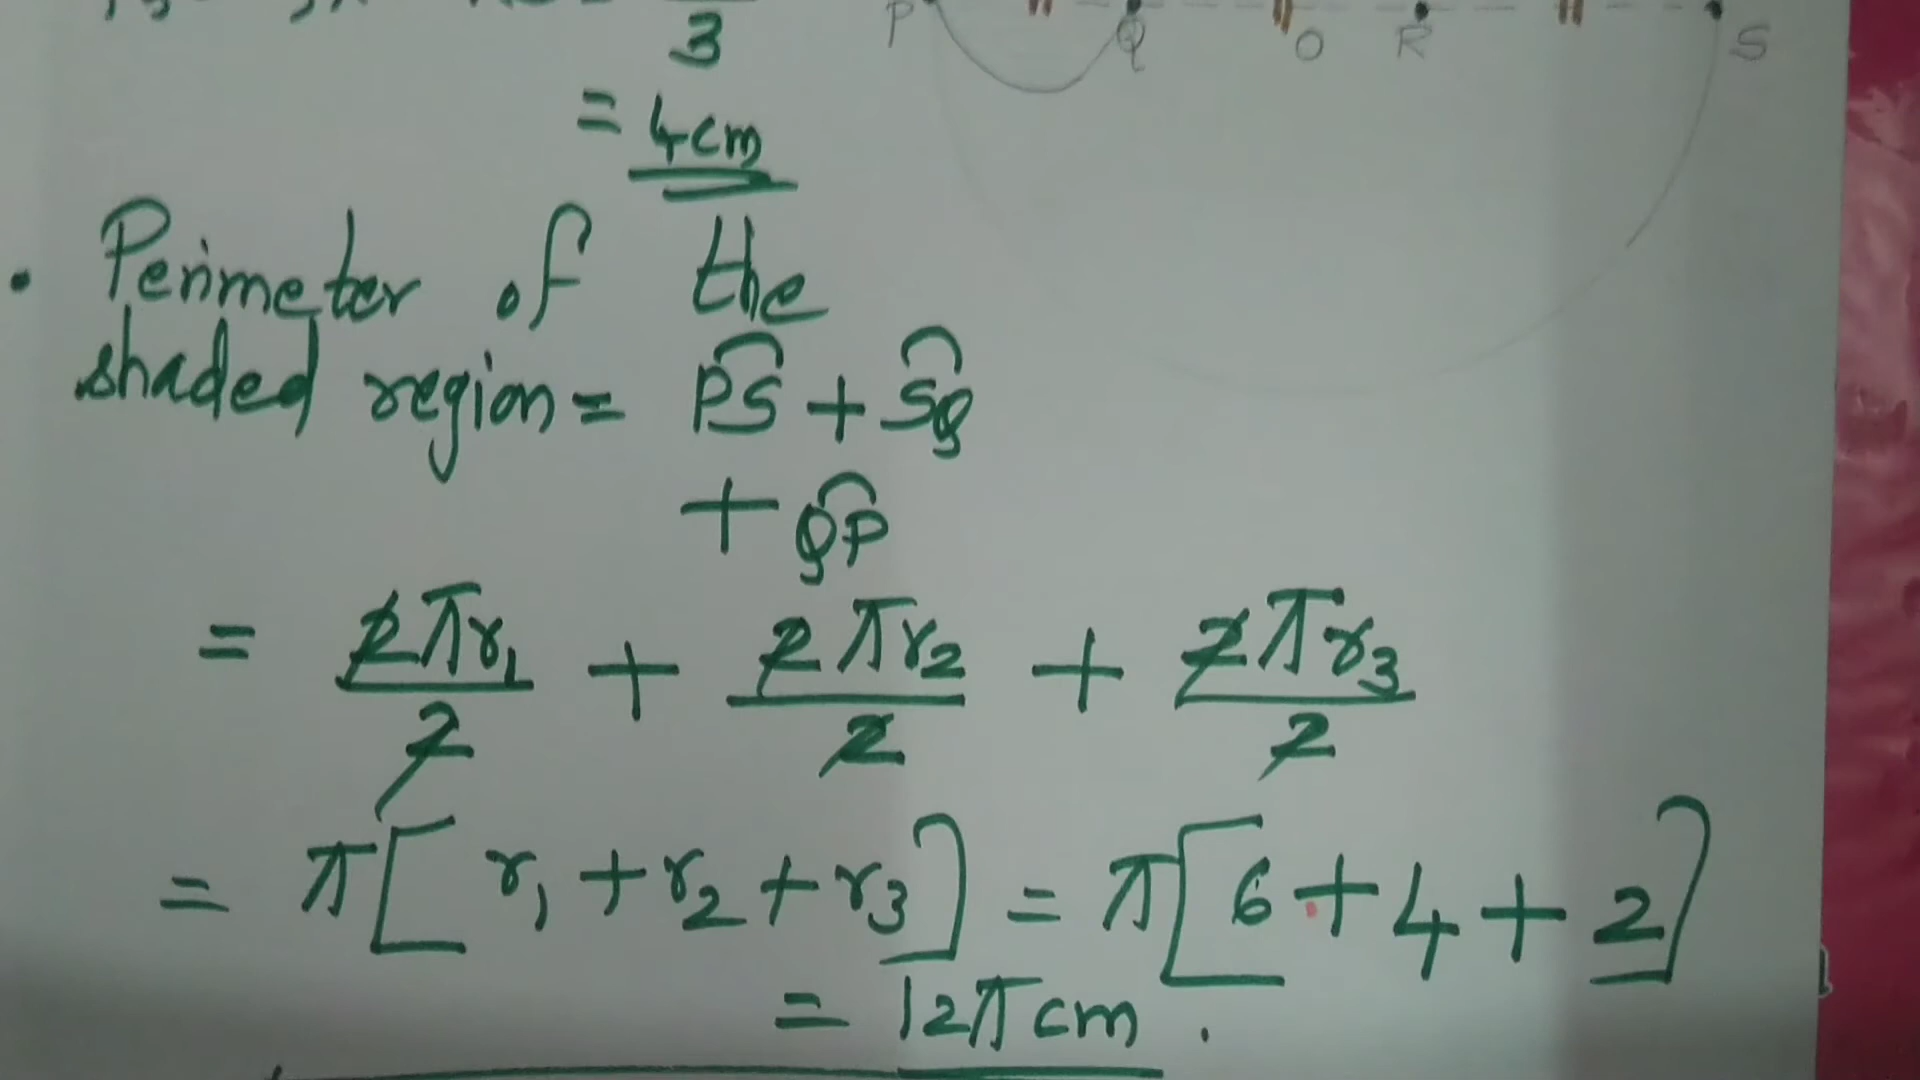 3
P Q O R S
= 4cm
. Perimeter of the
shaded region = PS + SQ
+ QP
= 2πr1/2 + 2πr2/2 + 2πr3/2
= π[r1 + r2 + r3] = π[6 + 4 + 2]
= 12π cm.